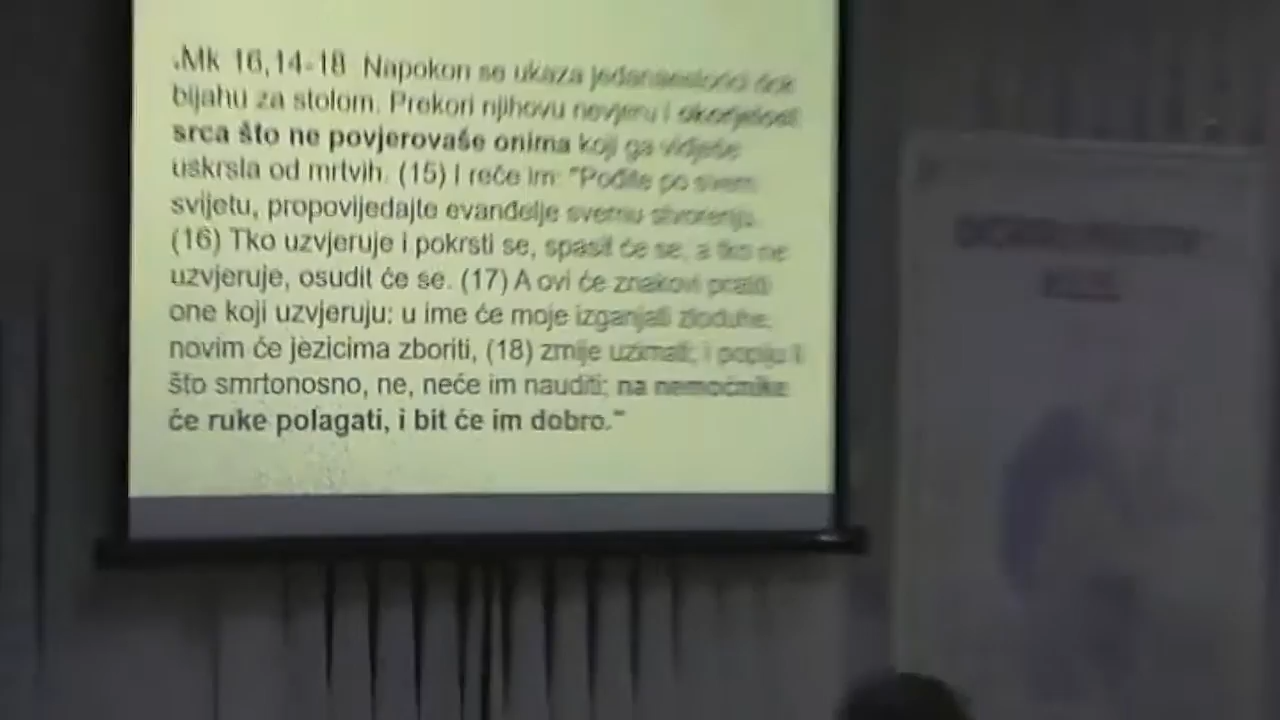 .Mk 16,14-18 Napokon se ukaza jedanaestorici dok
bijahu za stolom. Prekori njihovu nevjeru i okorjelost
srca što ne povjerovaše onima koji ga vidješe
uskrsla od mrtvih. (15) I reče im: "Pođite po svem
svijetu, propovijedajte evanđelje svemu stvorenju.
(16) Tko uzvjeruje i pokrsti se, spasit će se, a tko ne
uzvjeruje, osudit će se. (17) A ovi će znakovi pratiti
one koji uzvjeruju: u ime će moje izganjati zloduhe,
novim će jezicima zboriti, (18) zmije uzimati; i popiju li
što smrtonosno, ne, neće im nauditi; na nemoćnike
će ruke polagati, i bit će im dobro."